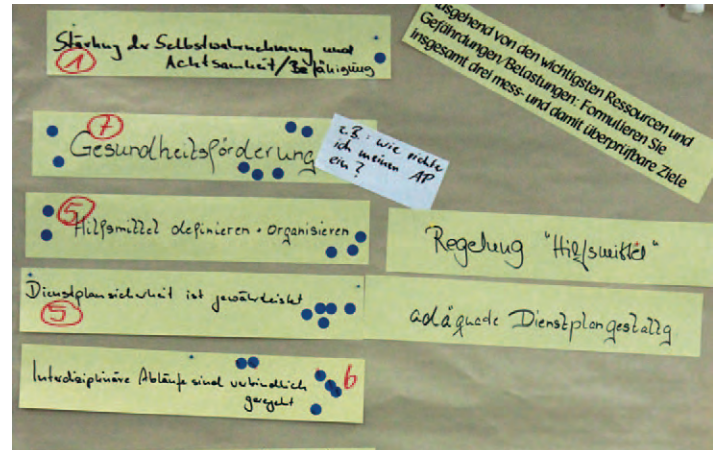 Stärkung der Selbstwahrnehmung und
Achtsamkeit/Befähigung
1
7
Gesundheitsförderung
z.B.: wie richte
ich meinen AP
ein?
5
Hilfsmittel definieren + organisieren
Dienstplansicherheit ist gewährleistet
5
Interdisziplinäre Abläufe sind verbindlich
geregelt
6
ausgehend von den wichtigsten Ressourcen und
Gefährdungen/Belastungen: Formulieren Sie
insgesamt drei mess- und damit überprüfbare Ziele
Regelung "Hilfsmittel"
adäquade Dienstplangestaltg